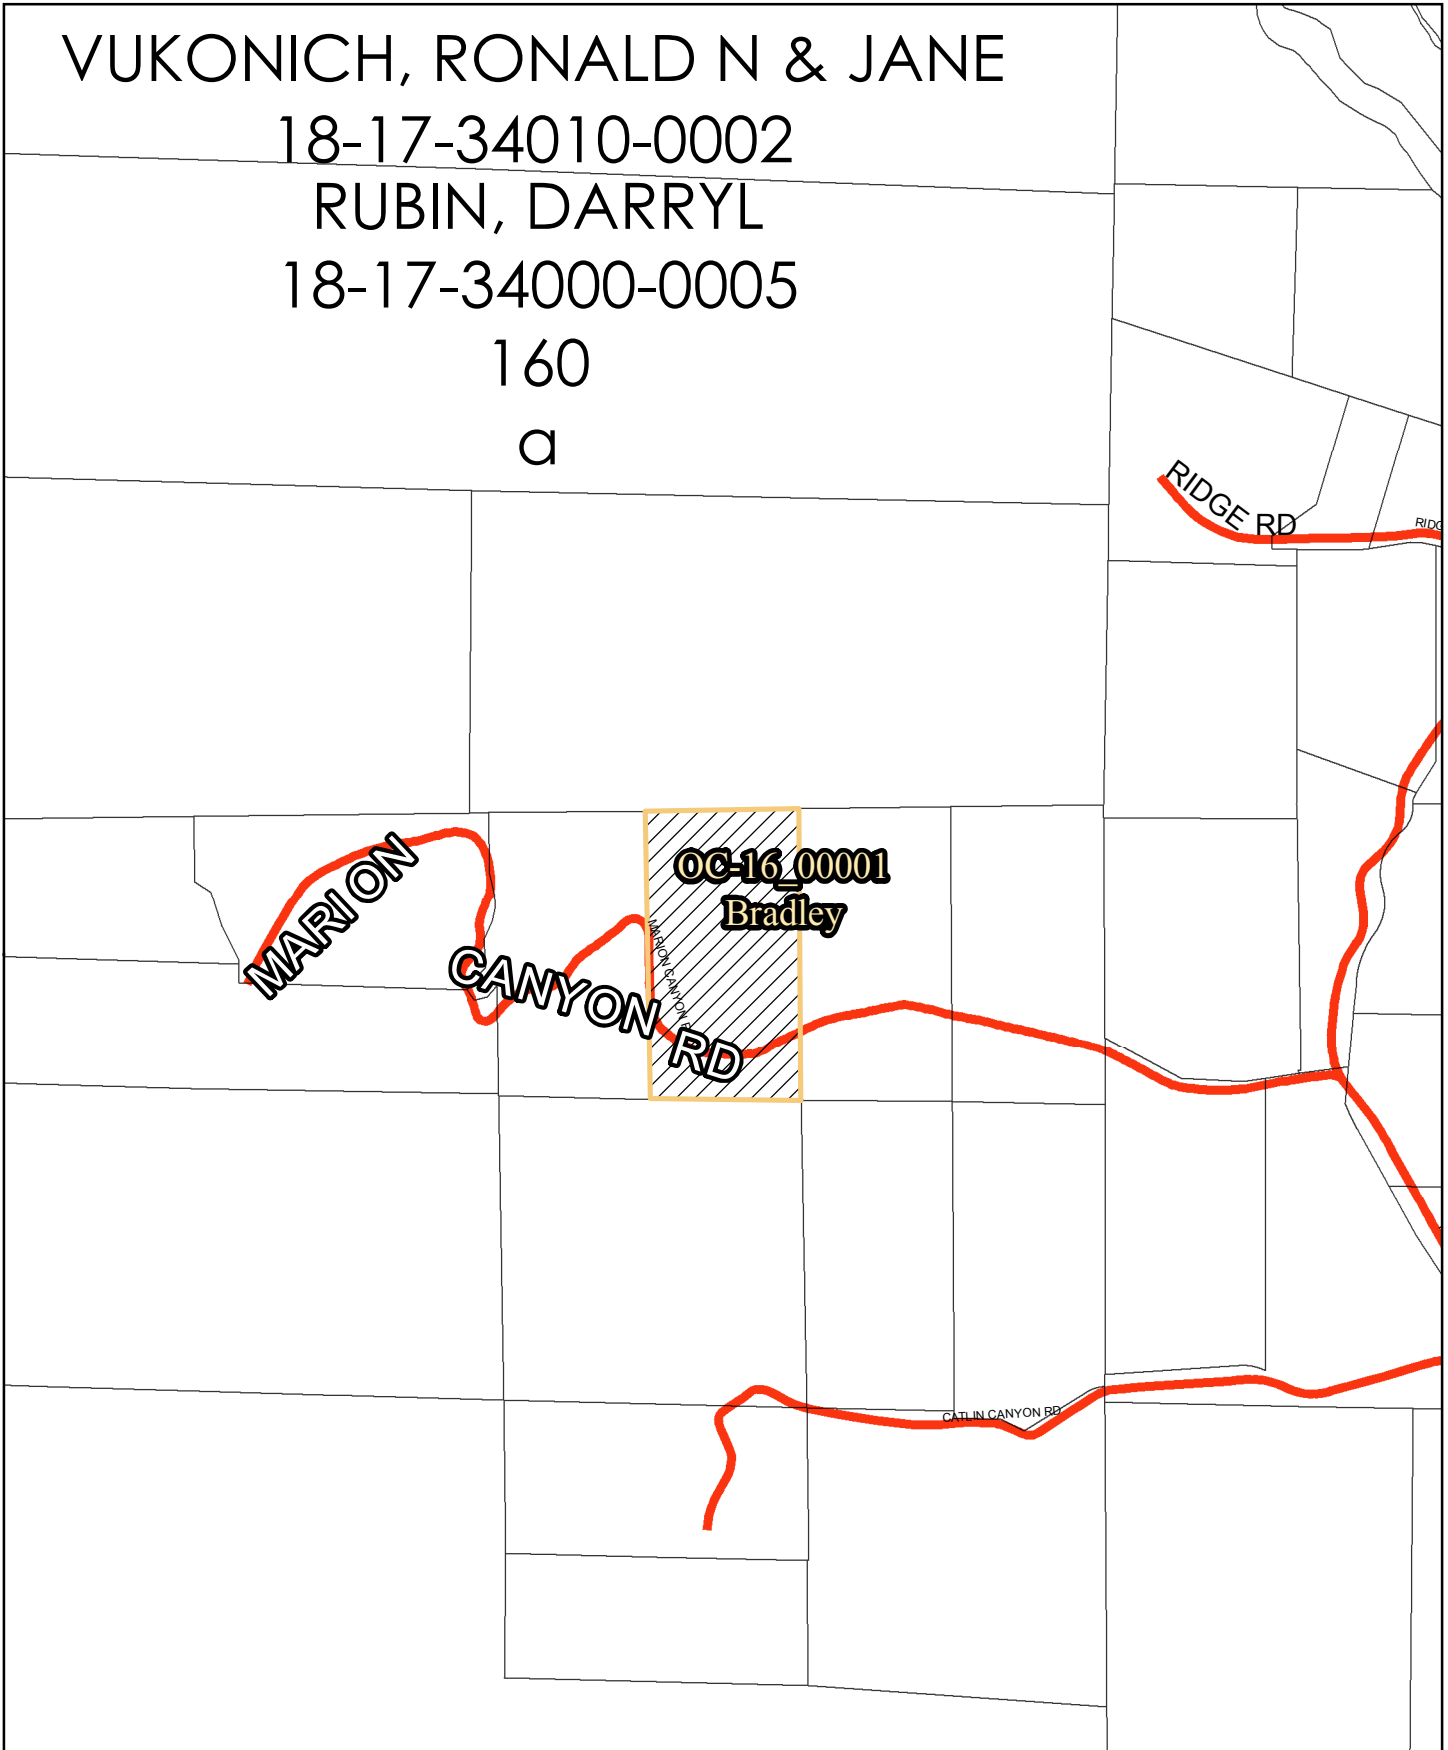 VUKONICH, RONALD N & JANE
18-17-34010-0002
RUBIN, DARRYL
18-17-34000-0005
160
a
RIDGE RD
RIDG
OC-16_00001
Bradley
MARION
CANYON RD
MARION CANYON R
CATLIN CANYON RD